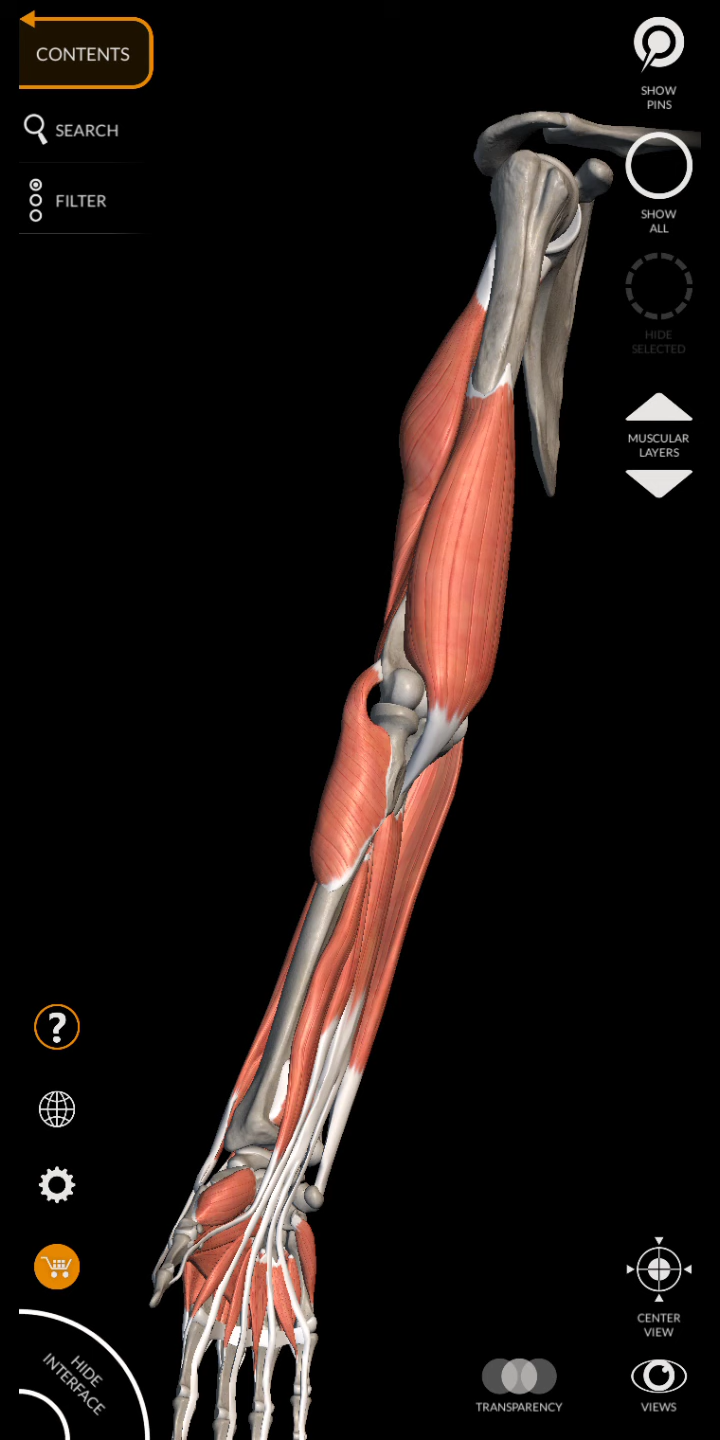 CONTENTS
SEARCH
FILTER
SHOW
PINS
SHOW
ALL
HIDE
SELECTED
MUSCULAR
LAYERS
?
HIDE
INTERFACE
CENTER
VIEW
TRANSPARENCY
VIEWS